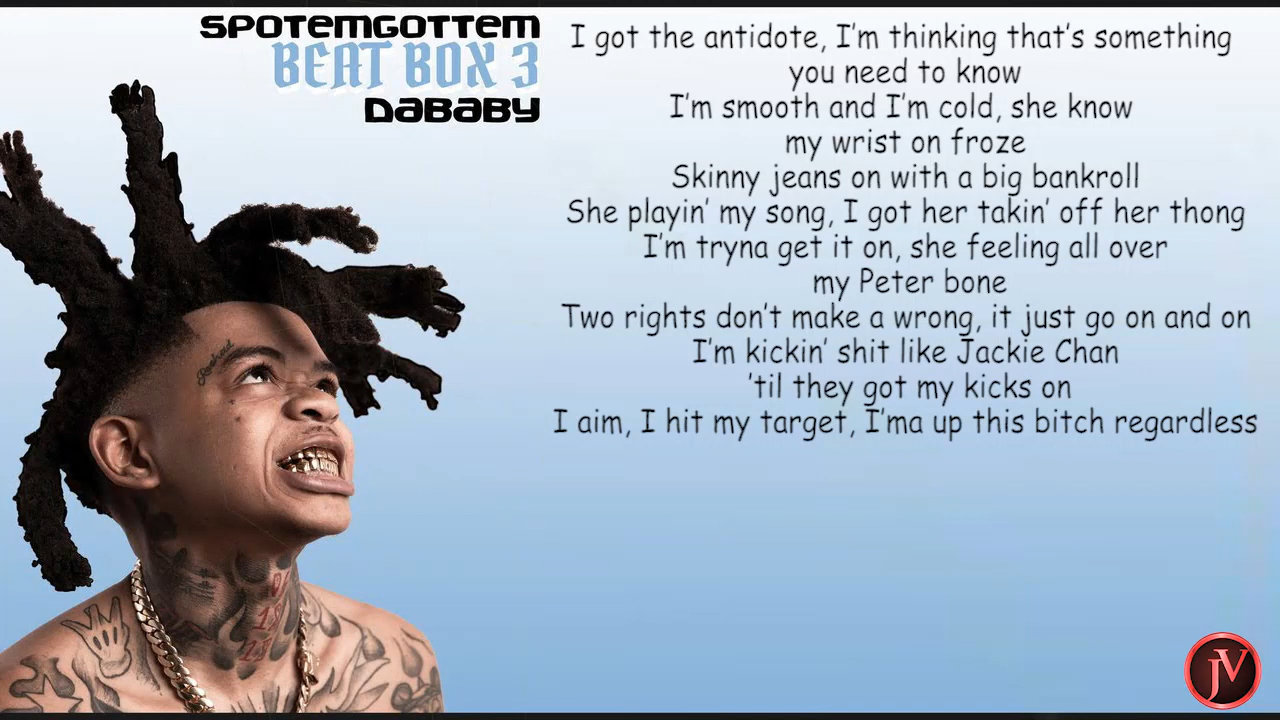 SPOTEMGOTTEM
BEAT BOX 3
DABABY
I got the antidote, I'm thinking that's something
you need to know
I'm smooth and I'm cold, she know
my wrist on froze
Skinny jeans on with a big bankroll
She playin' my song, I got her takin' off her thong
I'm tryna get it on, she feeling all over
my Peter bone
Two rights don't make a wrong, it just go on and on
I'm kickin' shit like Jackie Chan
'til they got my kicks on
I aim, I hit my target, I'ma up this bitch regardless
JV